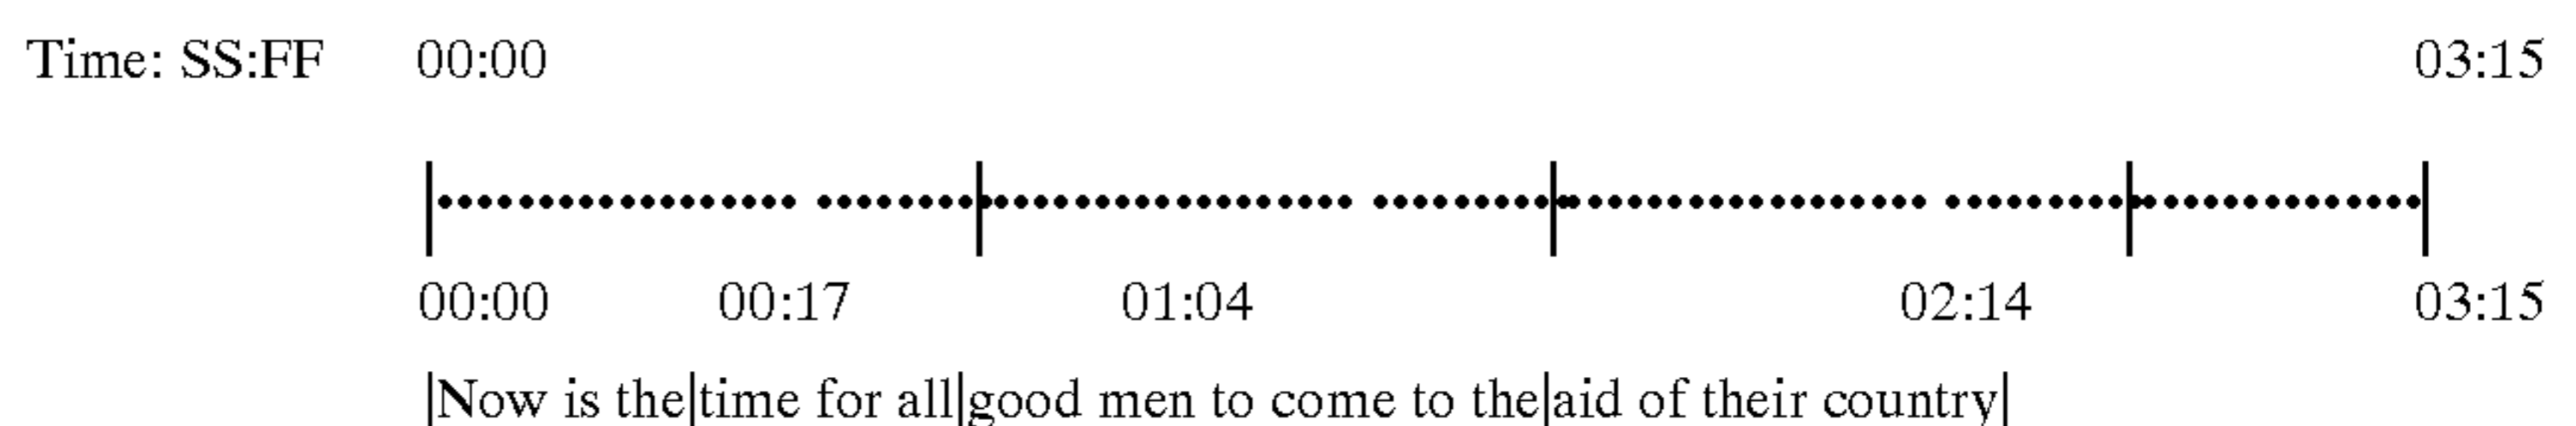 Time: SS:FF 00:00 03:15
00:00 00:17 01:04 02:14 03:15
|Now is the|time for all|good men to come to the|aid of their country|